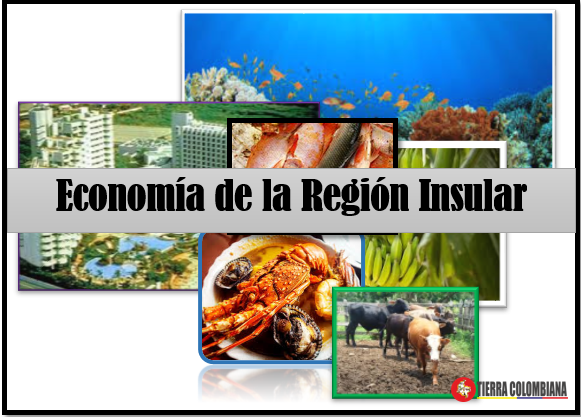 Economía de la Región Insular
TIERRA COLOMBIANA